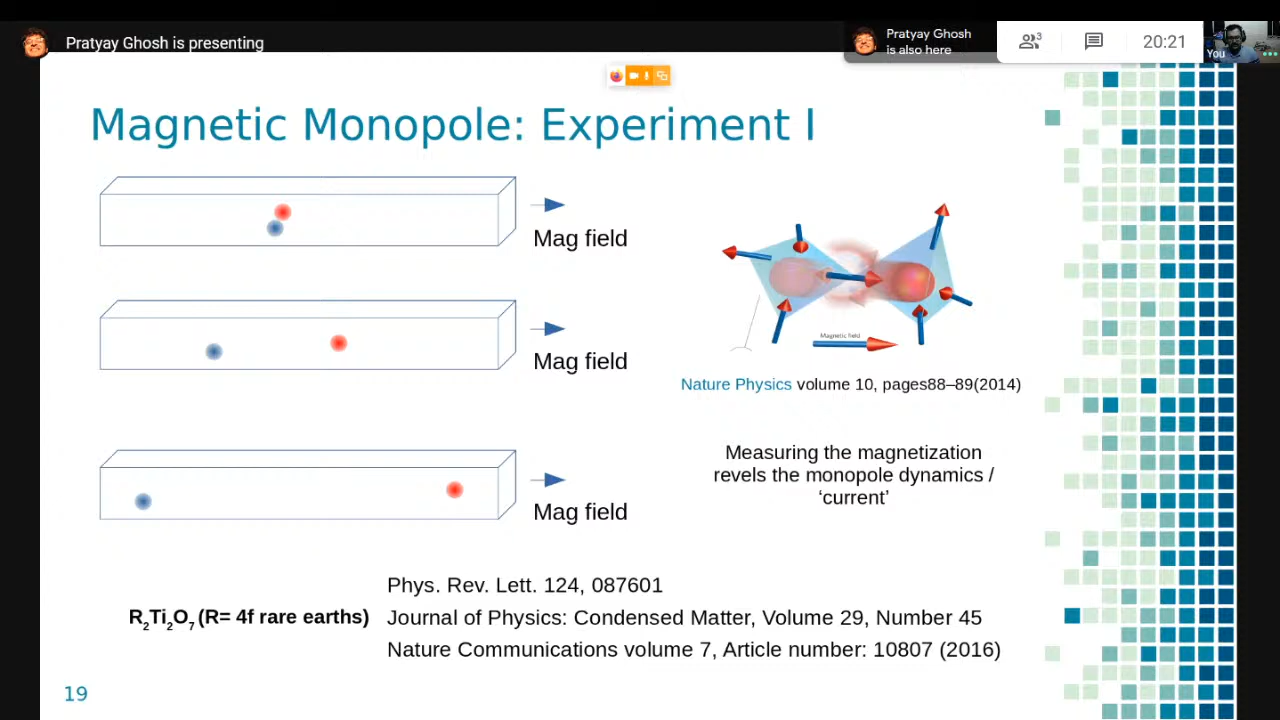 Pratyay Ghosh is presenting
Pratyay Ghosh
is also here
3
20:21
You
Magnetic Monopole: Experiment I
Mag field
Mag field
Mag field
Magnetic field
Nature Physics volume 10, pages88–89(2014)
Measuring the magnetization
revels the monopole dynamics /
‘current’
Phys. Rev. Lett. 124, 087601
R2Ti2O7 (R= 4f rare earths)
Journal of Physics: Condensed Matter, Volume 29, Number 45
Nature Communications volume 7, Article number: 10807 (2016)
19